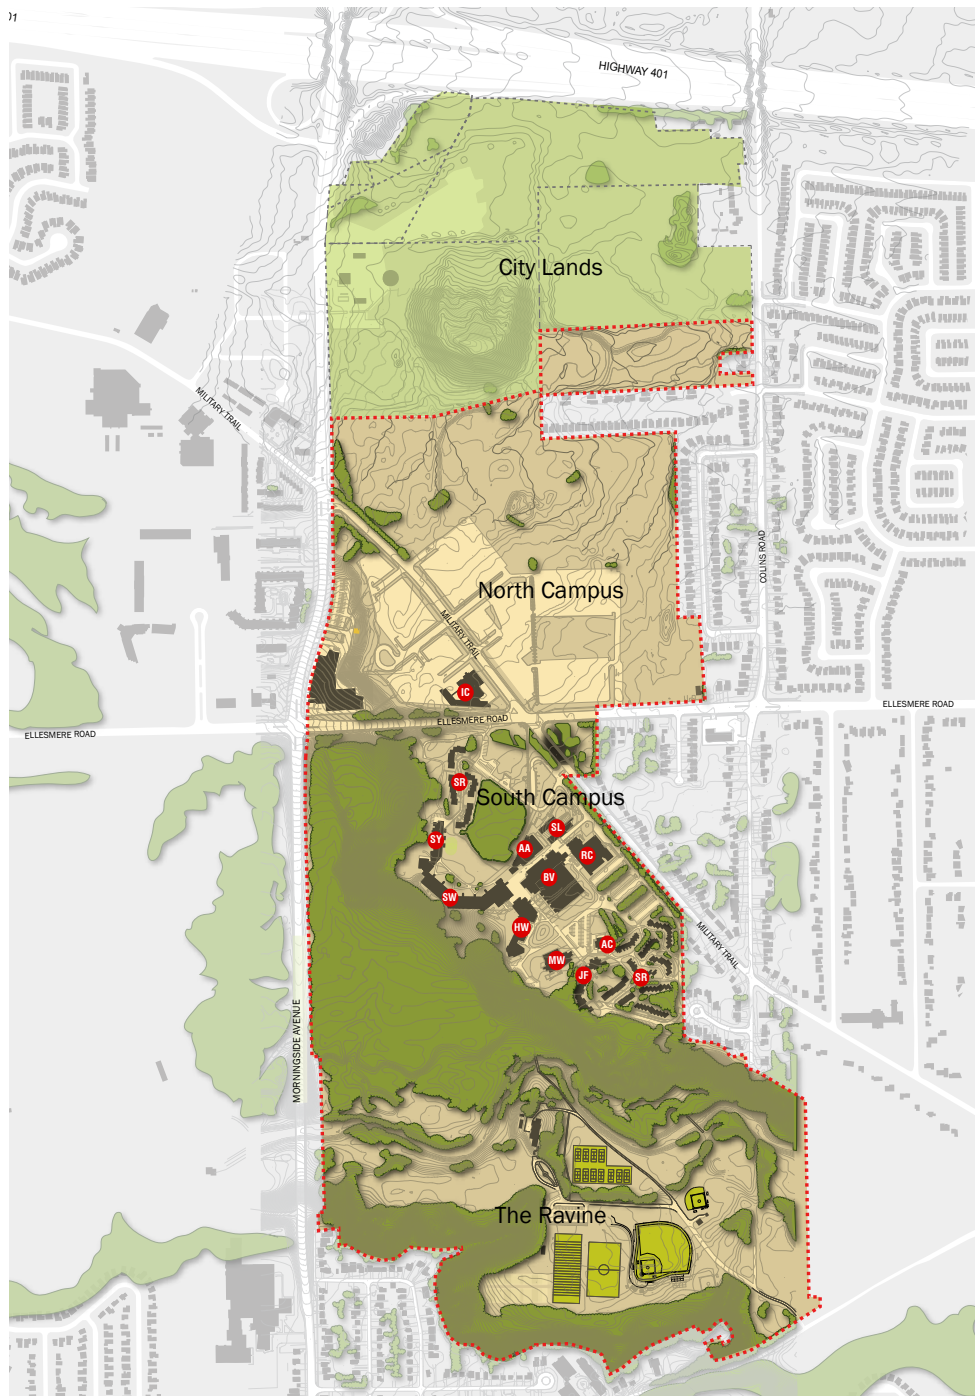 01
HIGHWAY 401
City Lands
MILITARY TRAIL
COLINS ROAD
North Campus
MILITARY TRAIL
IC
ELLESMERE ROAD
ELLESMERE ROAD
ELLESMERE ROAD
SR
South Campus
SL
SY
AA
RC
BV
SW
HW
AC
MILITARY TRAIL
MW
JF
SR
MORNINGSIDE AVENUE
The Ravine